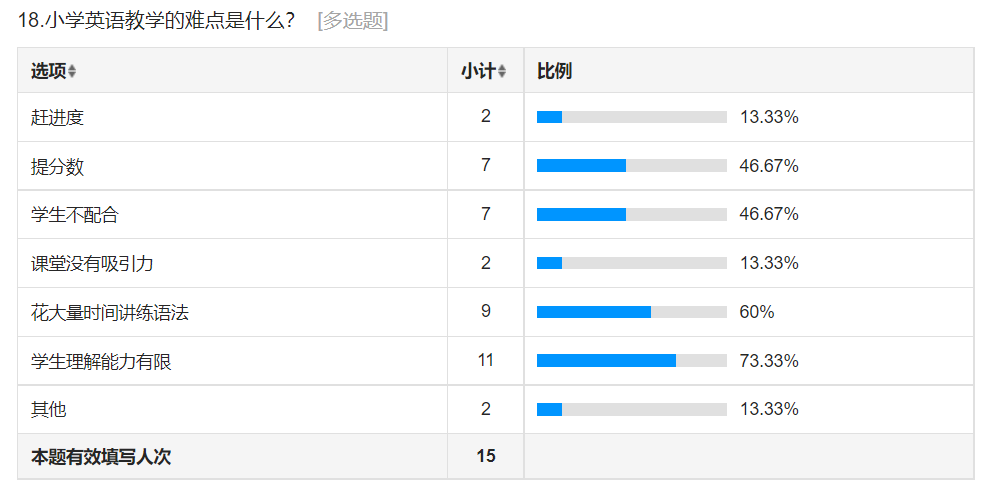 18.小学英语教学的难点是什么? [多选题]
选项 小计 比例
赶进度 2 13.33%
提分数 7 46.67%
学生不配合 7 46.67%
课堂没有吸引力 2 13.33%
花大量时间讲练语法 9 60%
学生理解能力有限 11 73.33%
其他 2 13.33%
本题有效填写人次 15